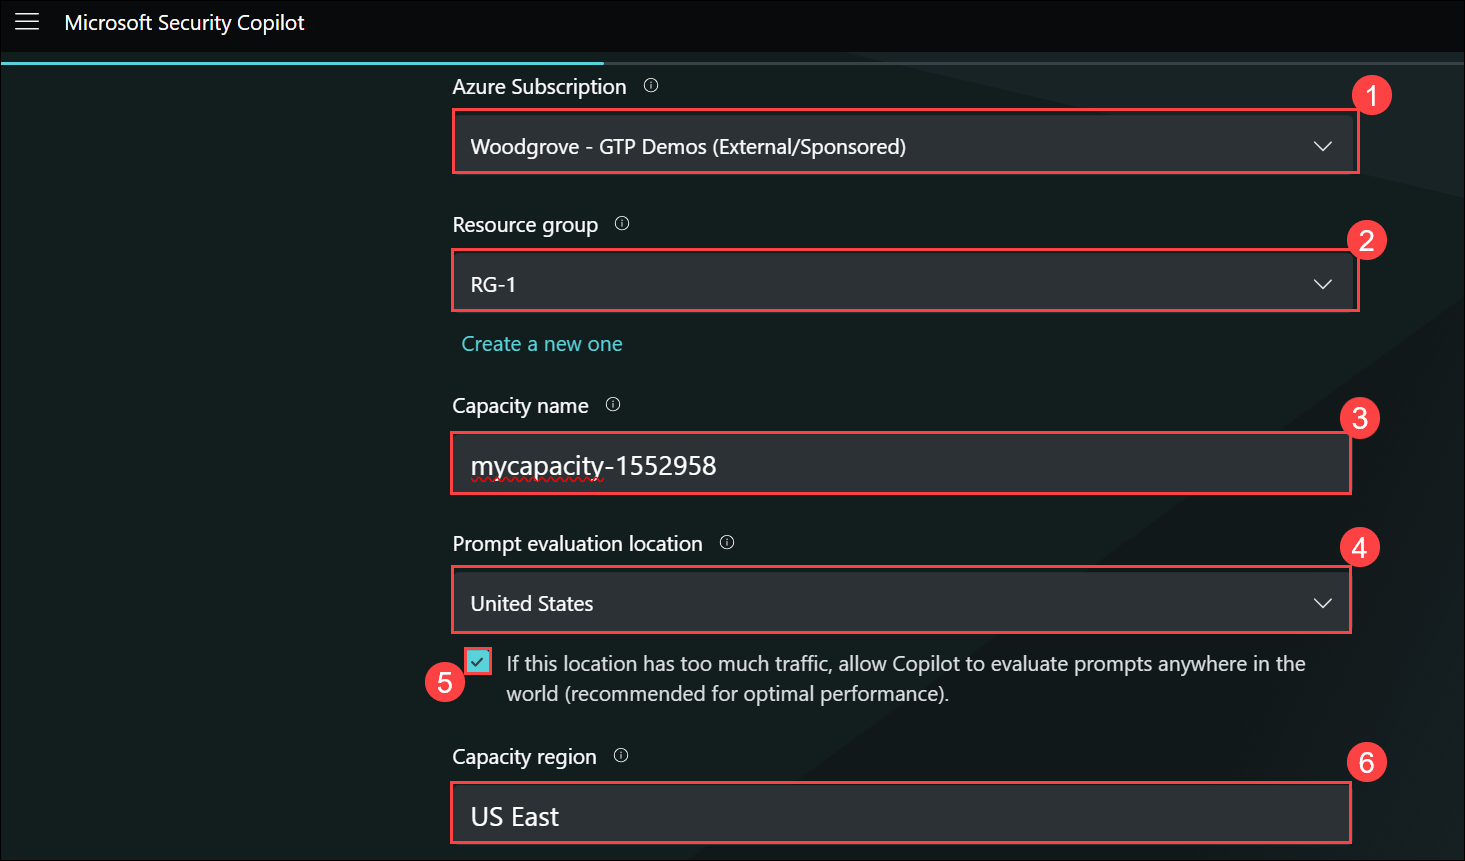 Microsoft Security Copilot
Azure Subscription
1
Woodgrove - GTP Demos (External/Sponsored)
Resource group
2
RG-1
Create a new one
Capacity name
3
mycapacity-1552958
Prompt evaluation location
4
United States
5
If this location has too much traffic, allow Copilot to evaluate prompts anywhere in the
world (recommended for optimal performance).
Capacity region
6
US East